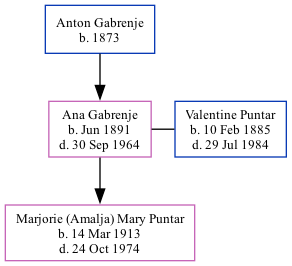 Anton Gabrenje
b. 1873
Ana Gabrenje
b. Jun 1891
d. 30 Sep 1964
Valentine Puntar
b. 10 Feb 1885
d. 29 Jul 1984
Marjorie (Amalja) Mary Puntar
b. 14 Mar 1913
d. 24 Oct 1974